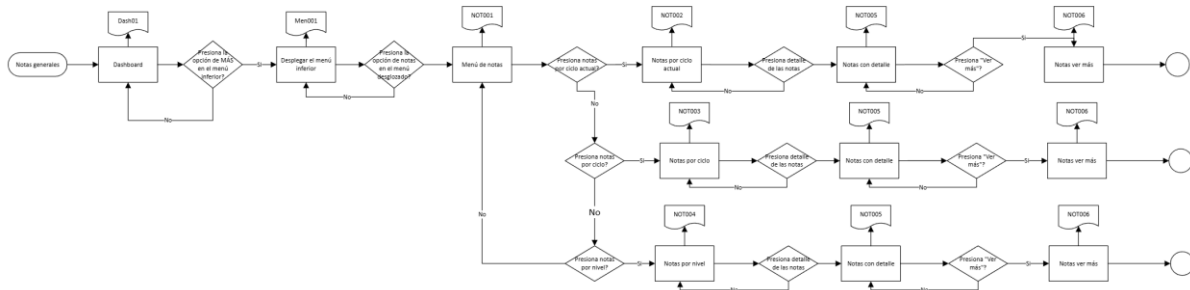 Dash01
Men001
NOT001
NOT002
NOT005
NOT006
Notas generales
Dashboard
Presiona la
opción de MÁS
en el menú
inferior?
Si
Desplegar el menú
inferior
Presiona la
opción de notas
en el menú
desglozado?
Menú de notas
Presiona notas
por ciclo actual?
Si
Notas por ciclo
actual
Presiona detalle
de las notas
Notas con detalle
Presiona "Ver
más"?
Si
Notas ver más
No
No
No
No
No
NOT003
NOT005
NOT006
Presiona notas
por ciclo?
Si
Notas por ciclo
Presiona detalle
de las notas
Notas con detalle
Presiona "Ver
más"?
Si
Notas ver más
No
No
No
No
NOT004
NOT005
NOT006
Presiona notas
por nivel?
Si
Notas por nivel
Presiona detalle
de las notas
Notas con detalle
Presiona "Ver
más"?
Si
Notas ver más
No
No